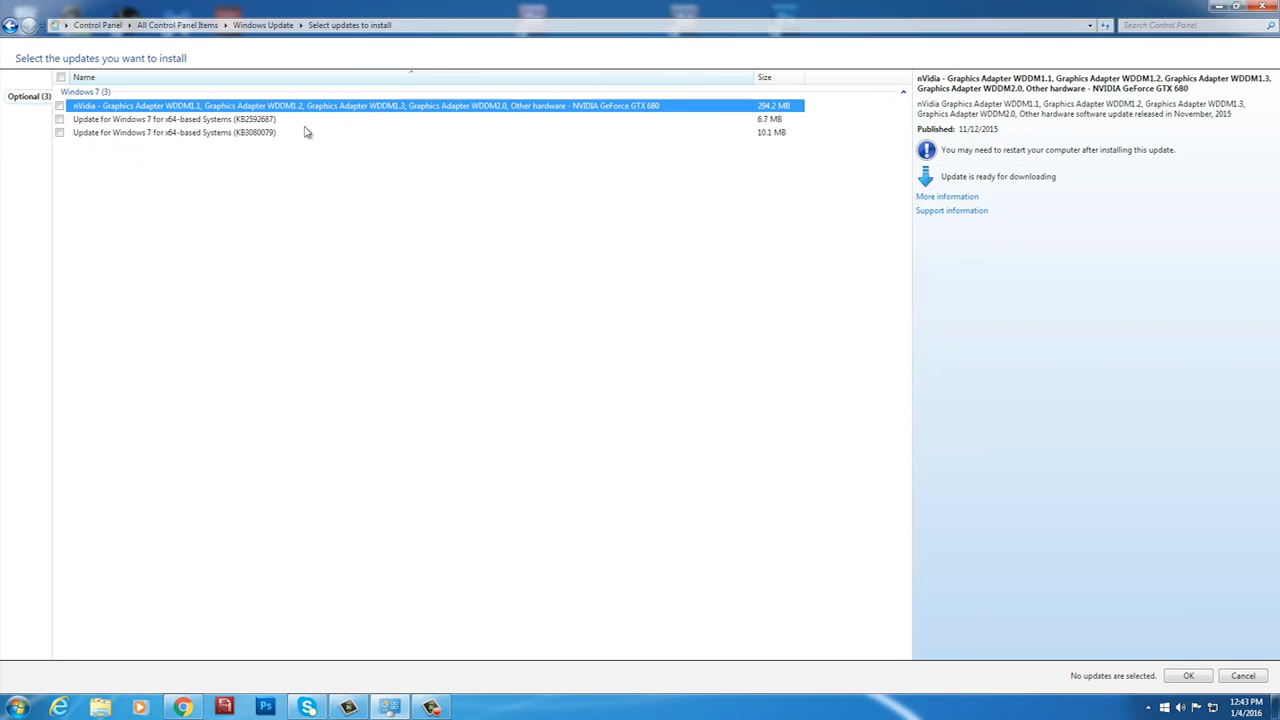 Control Panel ▸ All Control Panel Items ▸ Windows Update ▸ Select updates to install
Search Control Panel
Select the updates you want to install
Name
Size
Optional (3)
Windows 7 (3)
nVidia - Graphics Adapter WDDM1.1, Graphics Adapter WDDM1.2, Graphics Adapter WDDM1.3, Graphics Adapter WDDM2.0, Other hardware - NVIDIA GeForce GTX 680
294.2 MB
Update for Windows 7 for x64-based Systems (KB2592687)
6.7 MB
Update for Windows 7 for x64-based Systems (KB3080079)
10.1 MB
nVidia - Graphics Adapter WDDM1.1, Graphics Adapter WDDM1.2, Graphics Adapter WDDM1.3,
Graphics Adapter WDDM2.0, Other hardware - NVIDIA GeForce GTX 680
nVidia Graphics Adapter WDDM1.1, Graphics Adapter WDDM1.2, Graphics Adapter WDDM1.3,
Graphics Adapter WDDM2.0, Other hardware software update released in November, 2015
Published: 11/12/2015
You may need to restart your computer after installing this update.
Update is ready for downloading
More information
Support information
No updates are selected.
OK
Cancel
12:43 PM
1/4/2016